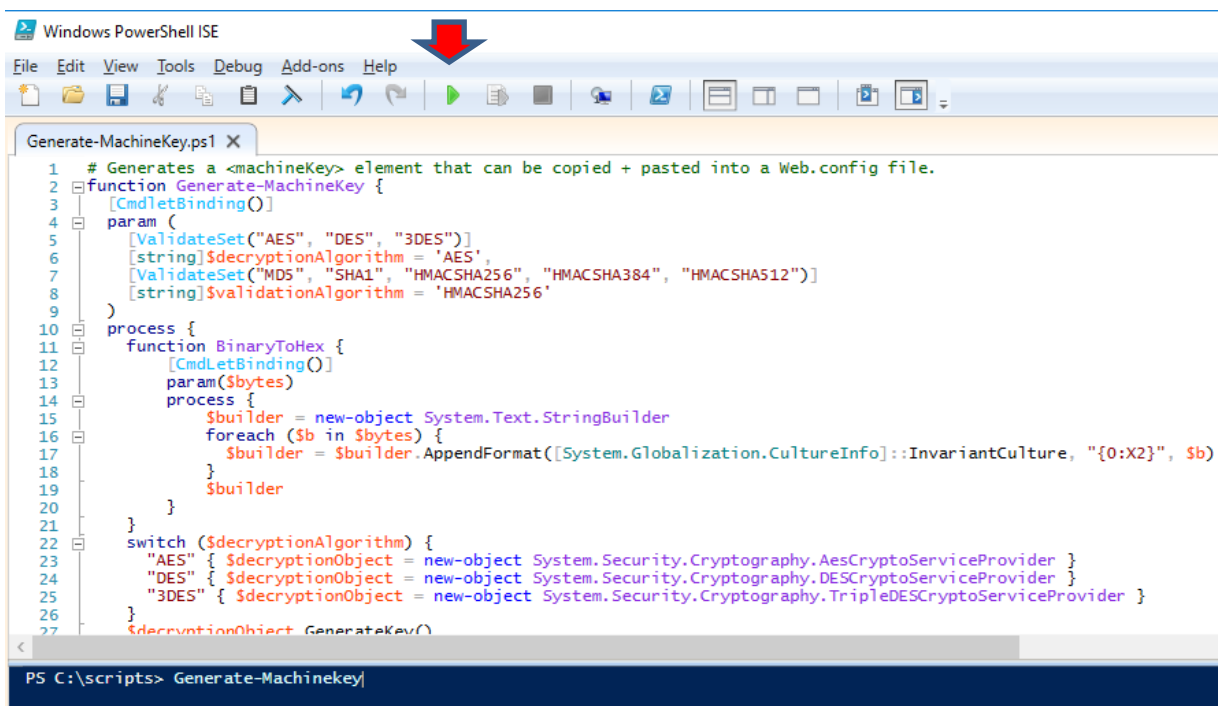 Windows PowerShell ISE
File Edit View Tools Debug Add-ons Help
Generate-MachineKey.ps1 X
1 # Generates a <machineKey> element that can be copied + pasted into a Web.config file.
2 function Generate-MachineKey {
3 [CmdletBinding()]
4 param (
5 [ValidateSet("AES", "DES", "3DES")]
6 [string]$decryptionAlgorithm = 'AES',
7 [ValidateSet("MD5", "SHA1", "HMACSHA256", "HMACSHA384", "HMACSHA512")]
8 [string]$validationAlgorithm = 'HMACSHA256'
9 )
10 process {
11 function BinaryToHex {
12 [CmdLetBinding()]
13 param($bytes)
14 process {
15 $builder = new-object System.Text.StringBuilder
16 foreach ($b in $bytes) {
17 $builder = $builder.AppendFormat([System.Globalization.CultureInfo]::InvariantCulture, "{0:X2}", $b)
18 }
19 $builder
20 }
21 }
22 switch ($decryptionAlgorithm) {
23 "AES" { $decryptionObject = new-object System.Security.Cryptography.AesCryptoServiceProvider }
24 "DES" { $decryptionObject = new-object System.Security.Cryptography.DESCryptoServiceProvider }
25 "3DES" { $decryptionObject = new-object System.Security.Cryptography.TripleDESCryptoServiceProvider }
26 }
27 $decryptionObject.GenerateKey()
PS C:\scripts> Generate-Machinekey